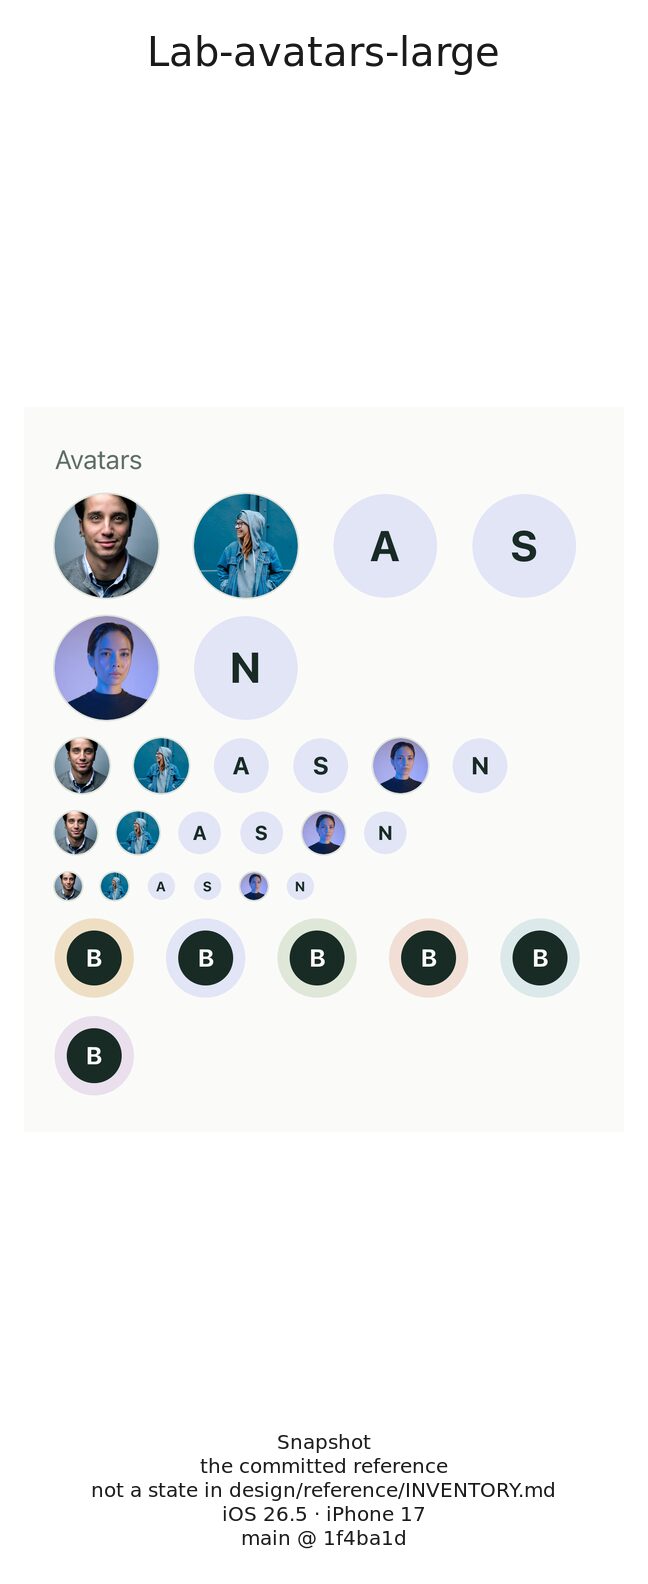 Lab-avatars-large
Avatars
A S
N
A S N
A S N
A S N
B B B B B
B
Snapshot
the committed reference
not a state in design/reference/INVENTORY.md
iOS 26.5 · iPhone 17
main @ 1f4ba1d